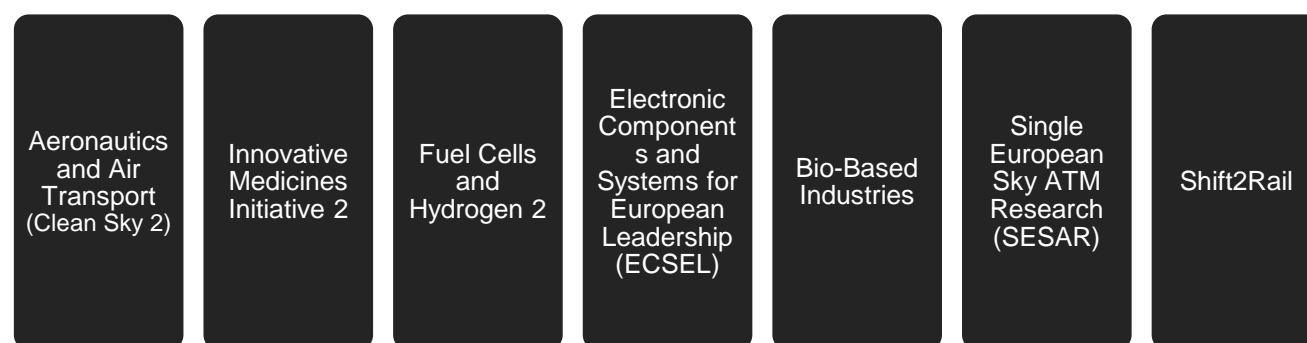 Aeronautics
and Air
Transport
(Clean Sky 2)
Innovative
Medicines
Initiative 2
Fuel Cells
and
Hydrogen 2
Electronic
Component
s and
Systems for
European
Leadership
(ECSEL)
Bio-Based
Industries
Single
European
Sky ATM
Research
(SESAR)
Shift2Rail